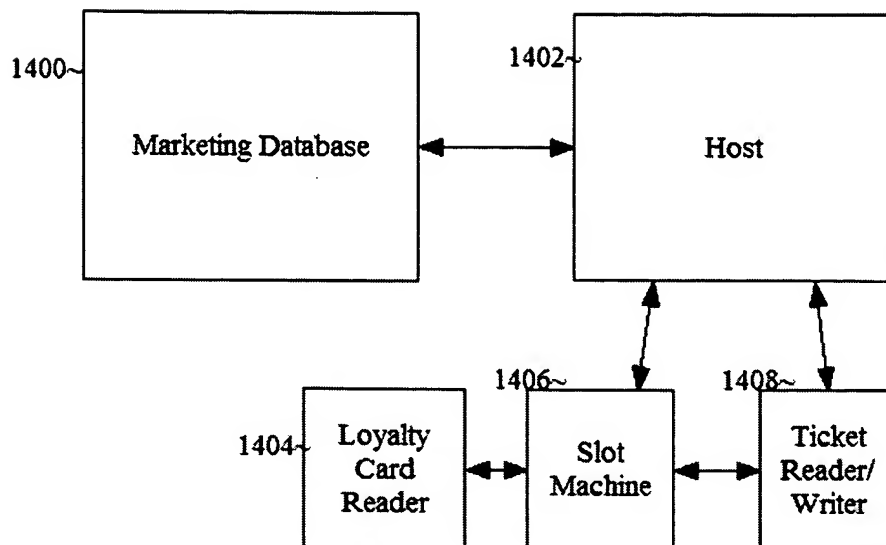 1400~
Marketing Database
1402~
Host
1404~
Loyalty
Card
Reader
1406~
Slot
Machine
1408~
Ticket
Reader/
Writer